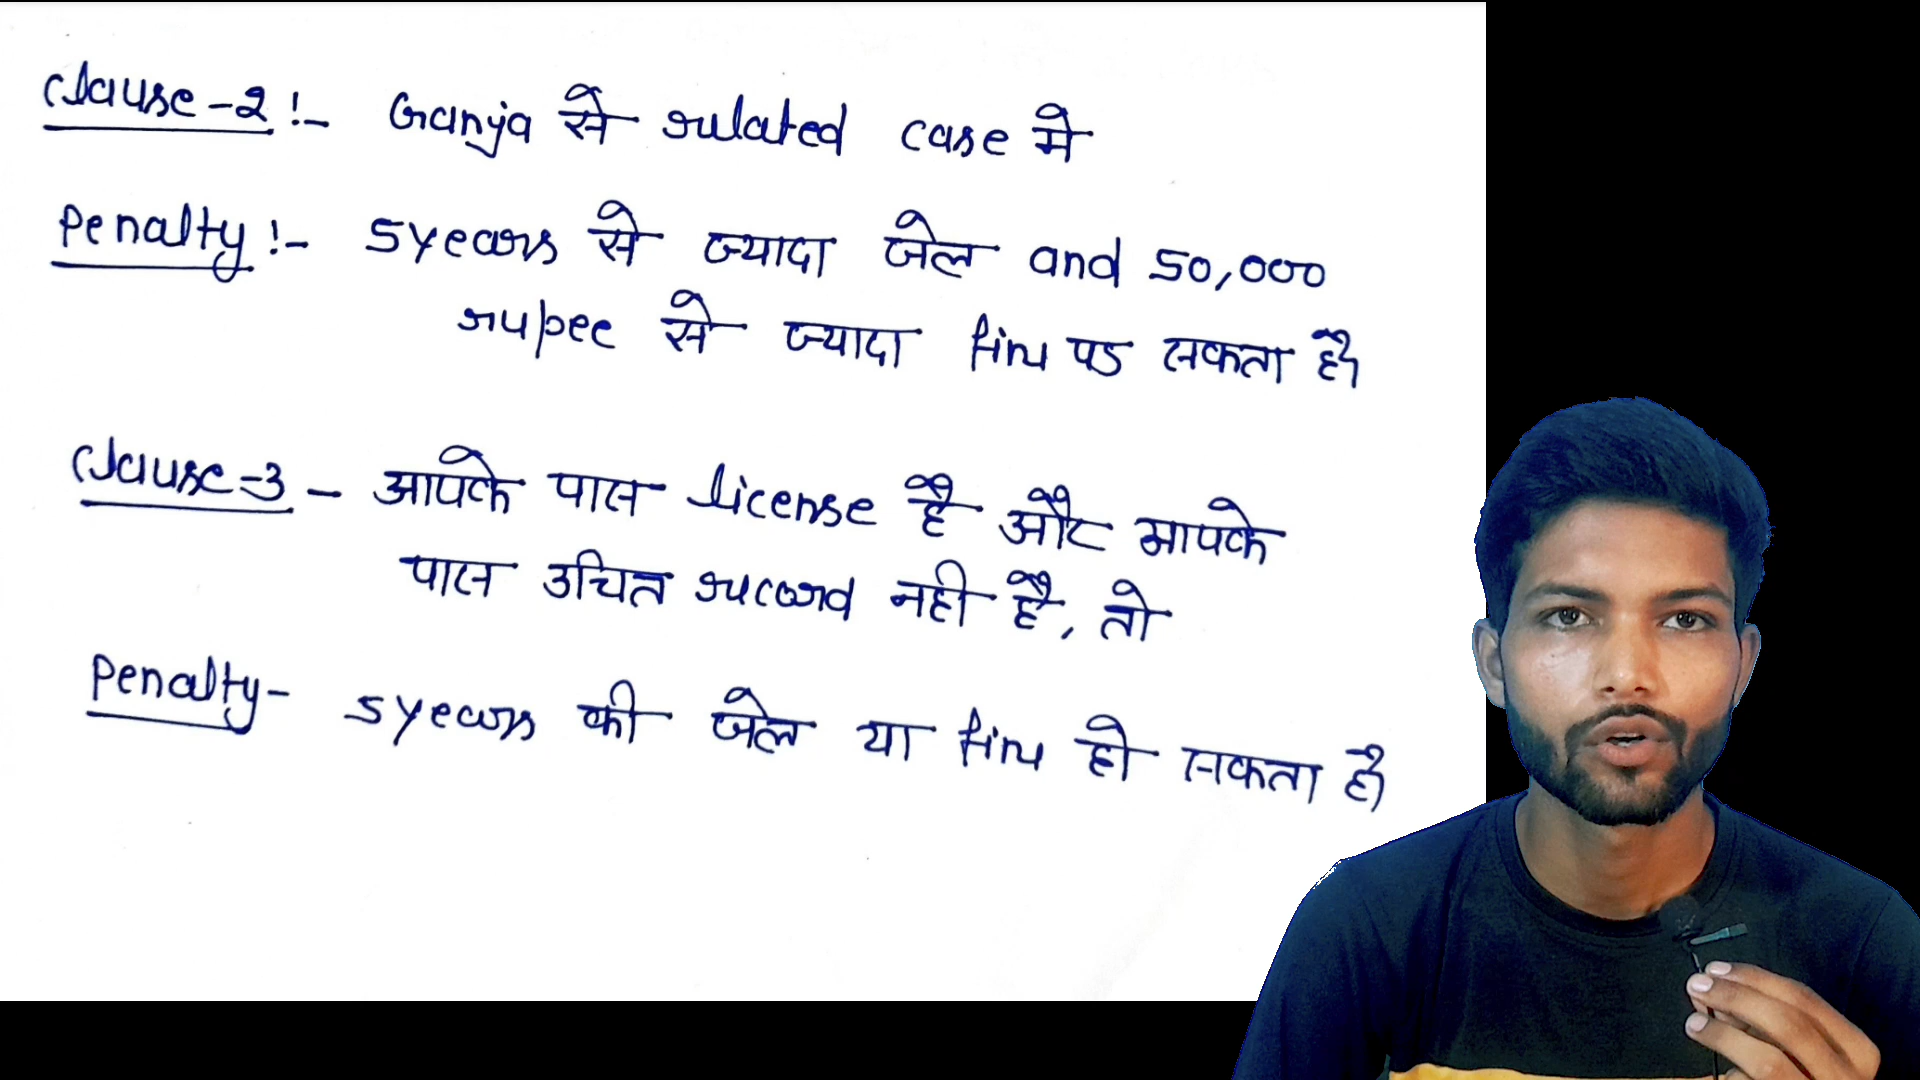 Clause-2 :- Ganja से related case में
Penalty :- 5years से ज्यादा जेल and 50,000
rupee से ज्यादा fine पड सकता है
Clause-3 - आपके पास license है और आपके
पास उचित record नही है, तो
Penalty - 5years की जेल या fine हो सकता है